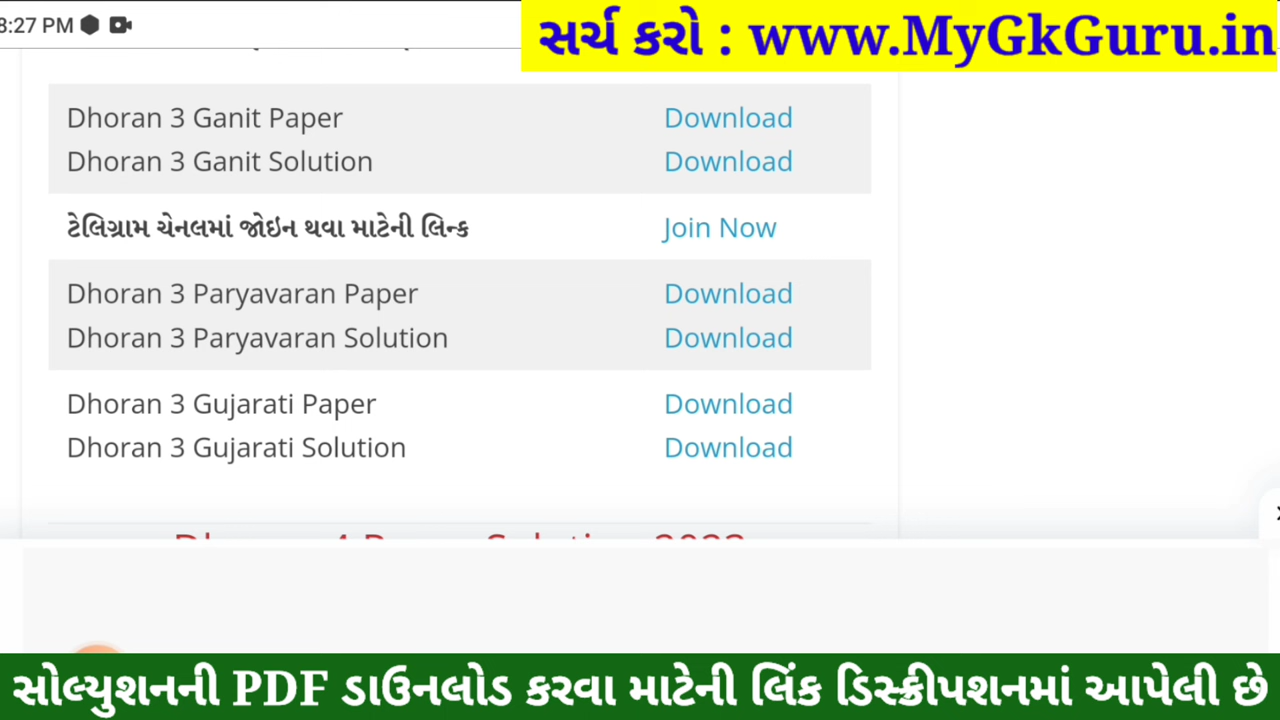 8:27 PM
સર્ચ કરો : www.MyGkGuru.in
Dhoran 3 Ganit Paper Download
Dhoran 3 Ganit Solution Download
ટેલિગ્રામ ચેનલમાં જોઇન થવા માટેની લિન્ક Join Now
Dhoran 3 Paryavaran Paper Download
Dhoran 3 Paryavaran Solution Download
Dhoran 3 Gujarati Paper Download
Dhoran 3 Gujarati Solution Download
સોલ્યુશનની PDF ડાઉનલોડ કરવા માટેની લિંક ડિસ્ક્રીપશનમાં આપેલી છે